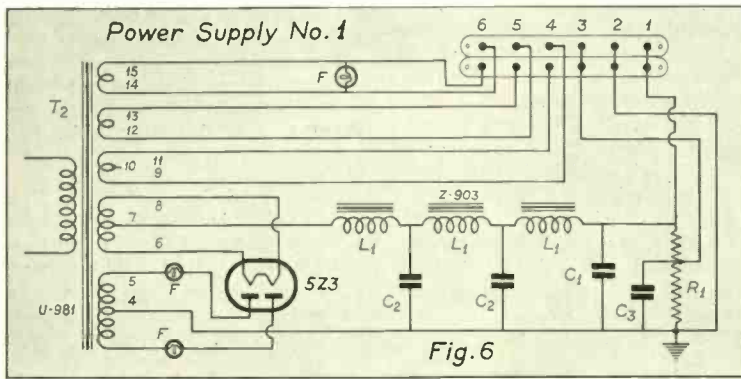 Power Supply No. 1
6 5 4 3 2 1
15
14
F
T2
13
12
10 11
9
8
7
6
Z-903
L1 L1 L1
5
F
5Z3
C2 C2 C1 C3 R1
4
U-981
F
Fig. 6